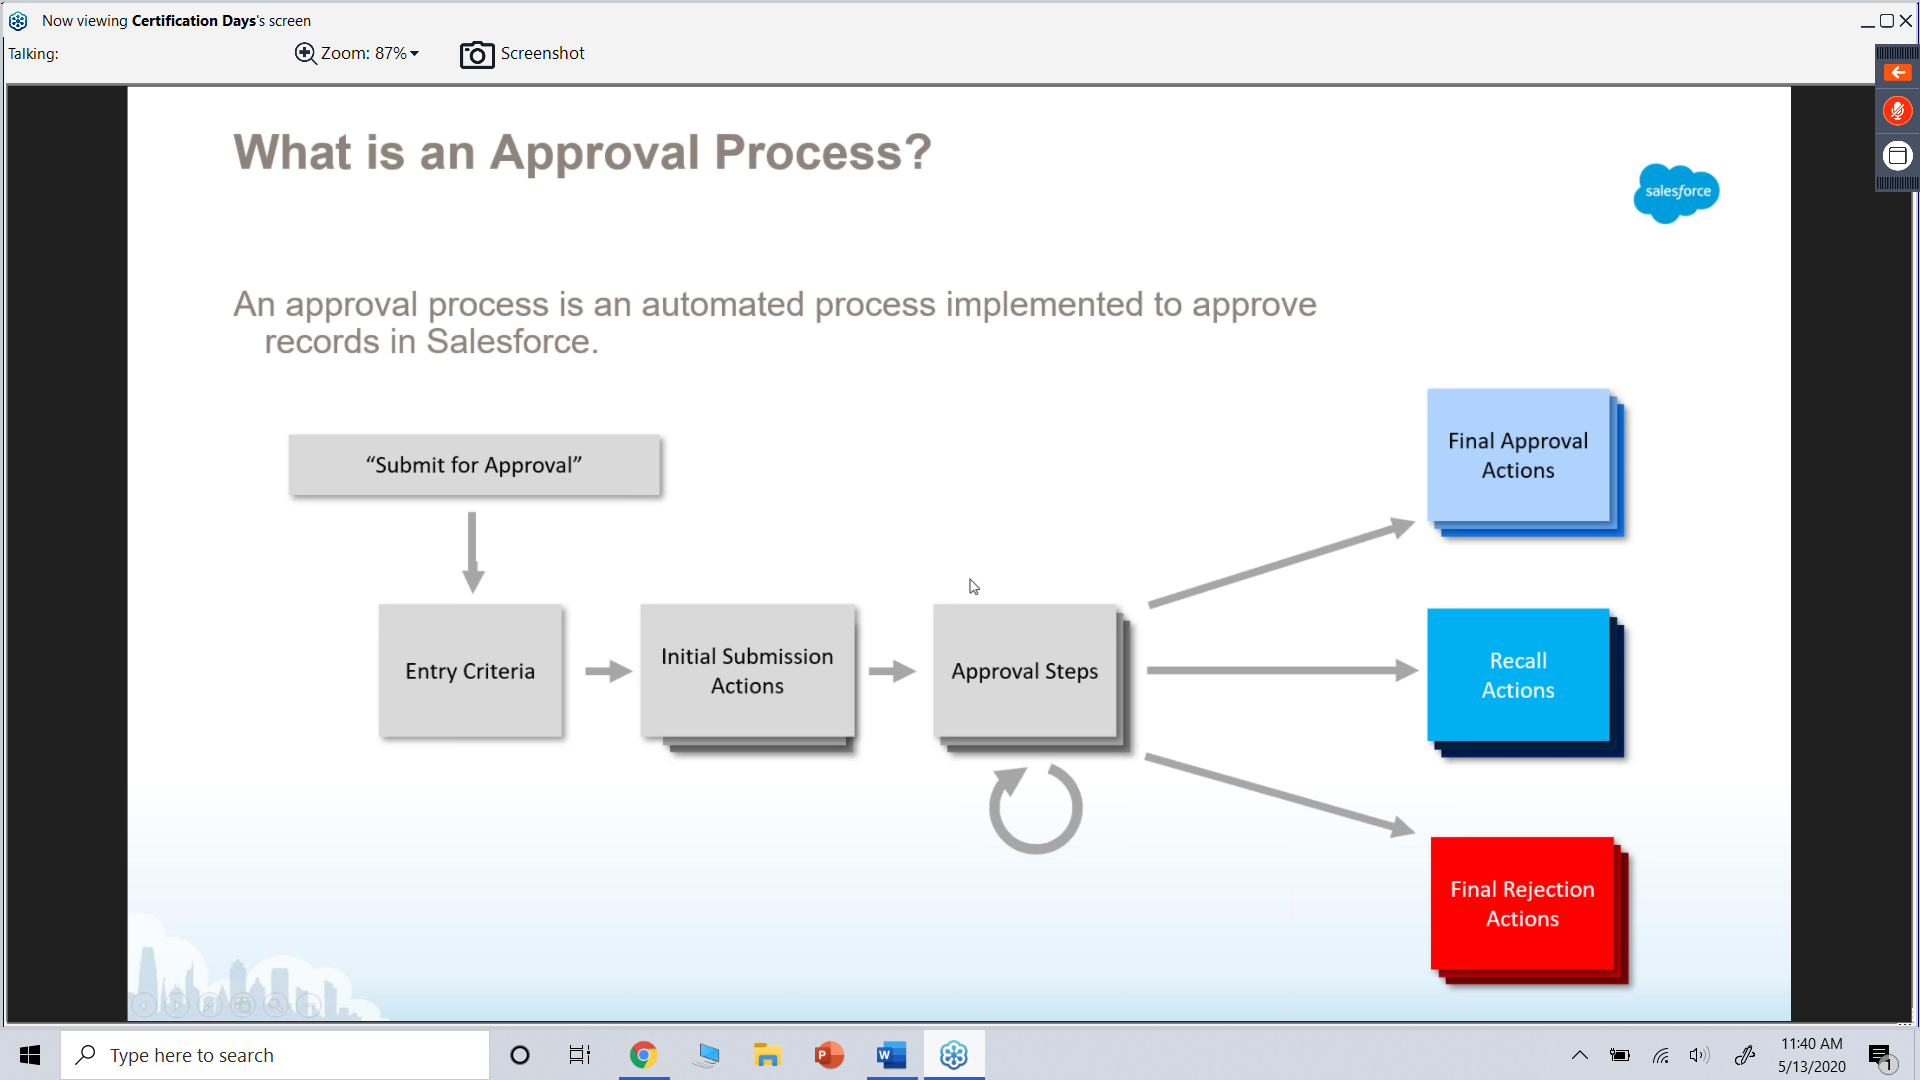 Now viewing Certification Days's screen
Talking:
Zoom: 87%
Screenshot
What is an Approval Process?
salesforce
An approval process is an automated process implemented to approve
records in Salesforce.
“Submit for Approval”
Final Approval
Actions
Entry Criteria
Initial Submission
Actions
Approval Steps
Recall
Actions
Final Rejection
Actions
Type here to search
P
W
11:40 AM
5/13/2020
1